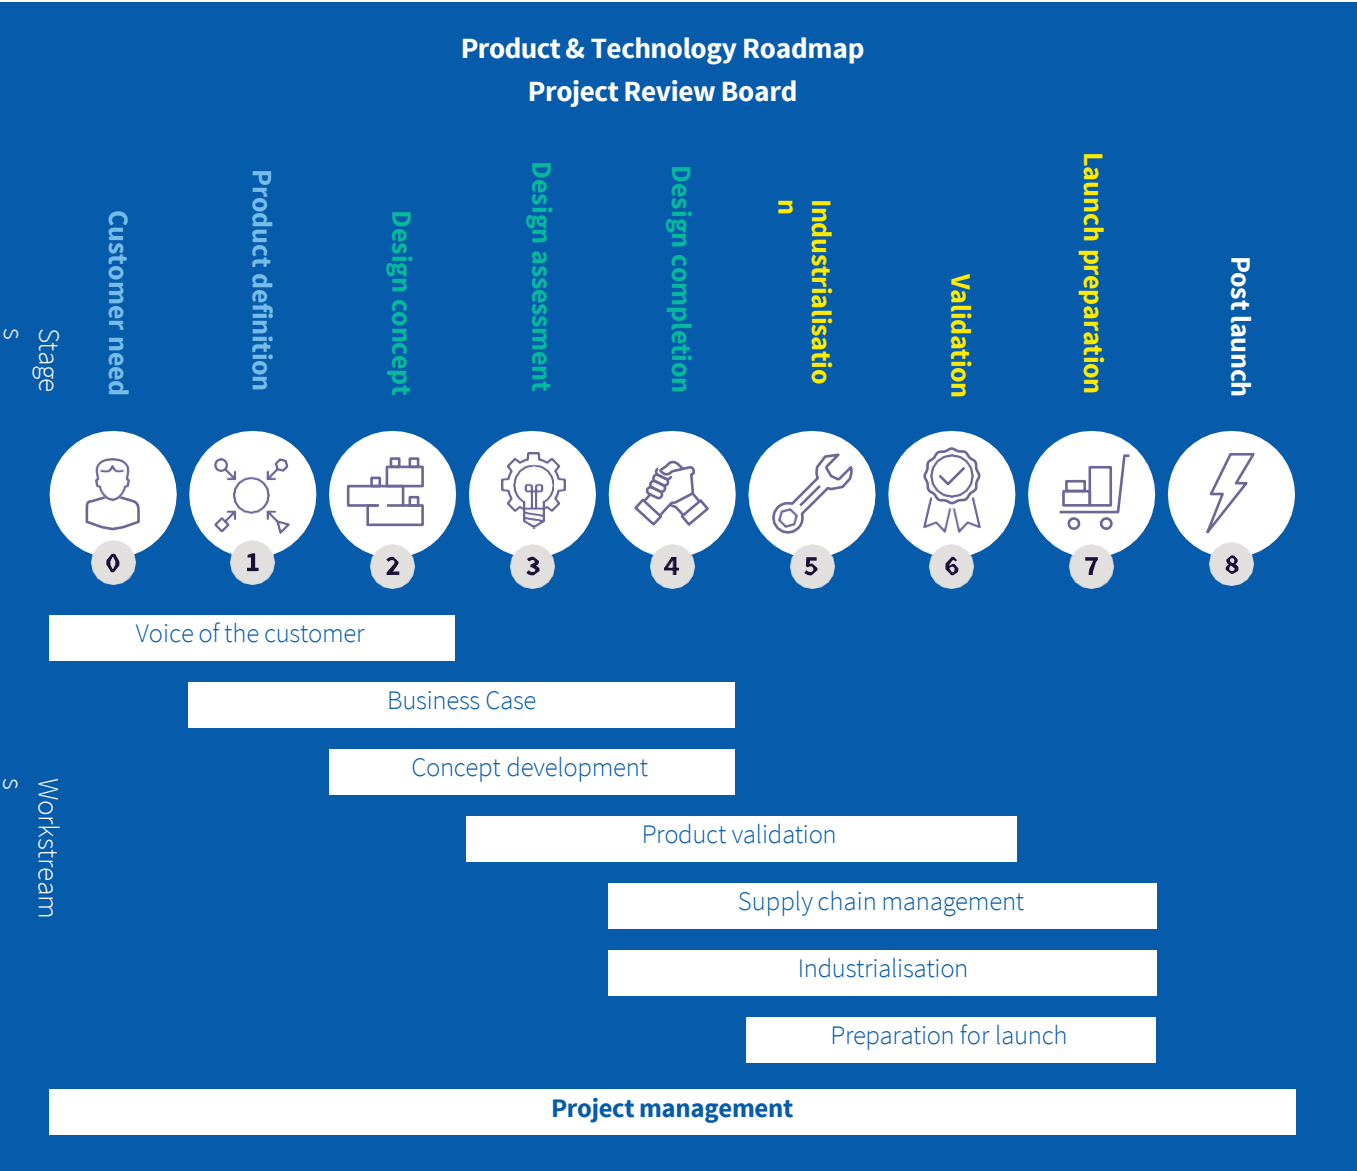 Product & Technology Roadmap
Project Review Board
Stage
s
Customer need
Product definition
Design concept
Design assessment
Design completion
Industrialisatio
n
Validation
Launch preparation
Post launch
0
1
2
3
4
5
6
7
8
Workstream
s
Voice of the customer
Business Case
Concept development
Product validation
Supply chain management
Industrialisation
Preparation for launch
Project management